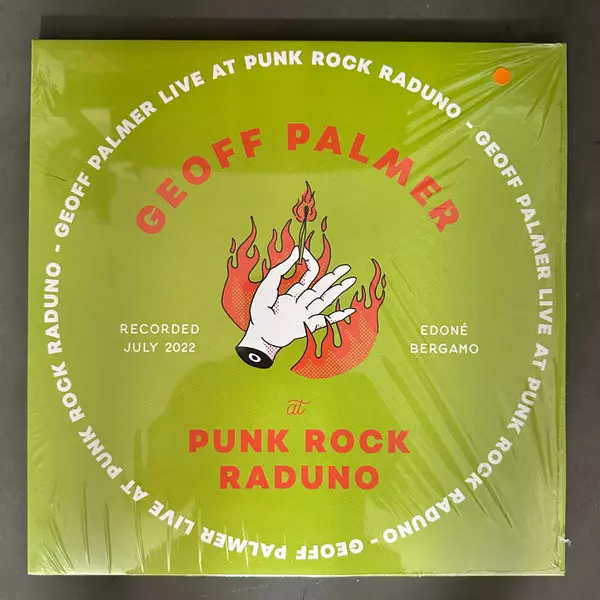 GEOFF PALMER LIVE AT PUNK ROCK RADUNO - GEOFF PALMER LIVE AT PUNK ROCK RADUNO - GEOFF PALMER LIVE AT PUNK ROCK RADUNO -
GEOFF PALMER
RECORDED
JULY 2022
EDONÉ
BERGAMO
at
PUNK ROCK
RADUNO